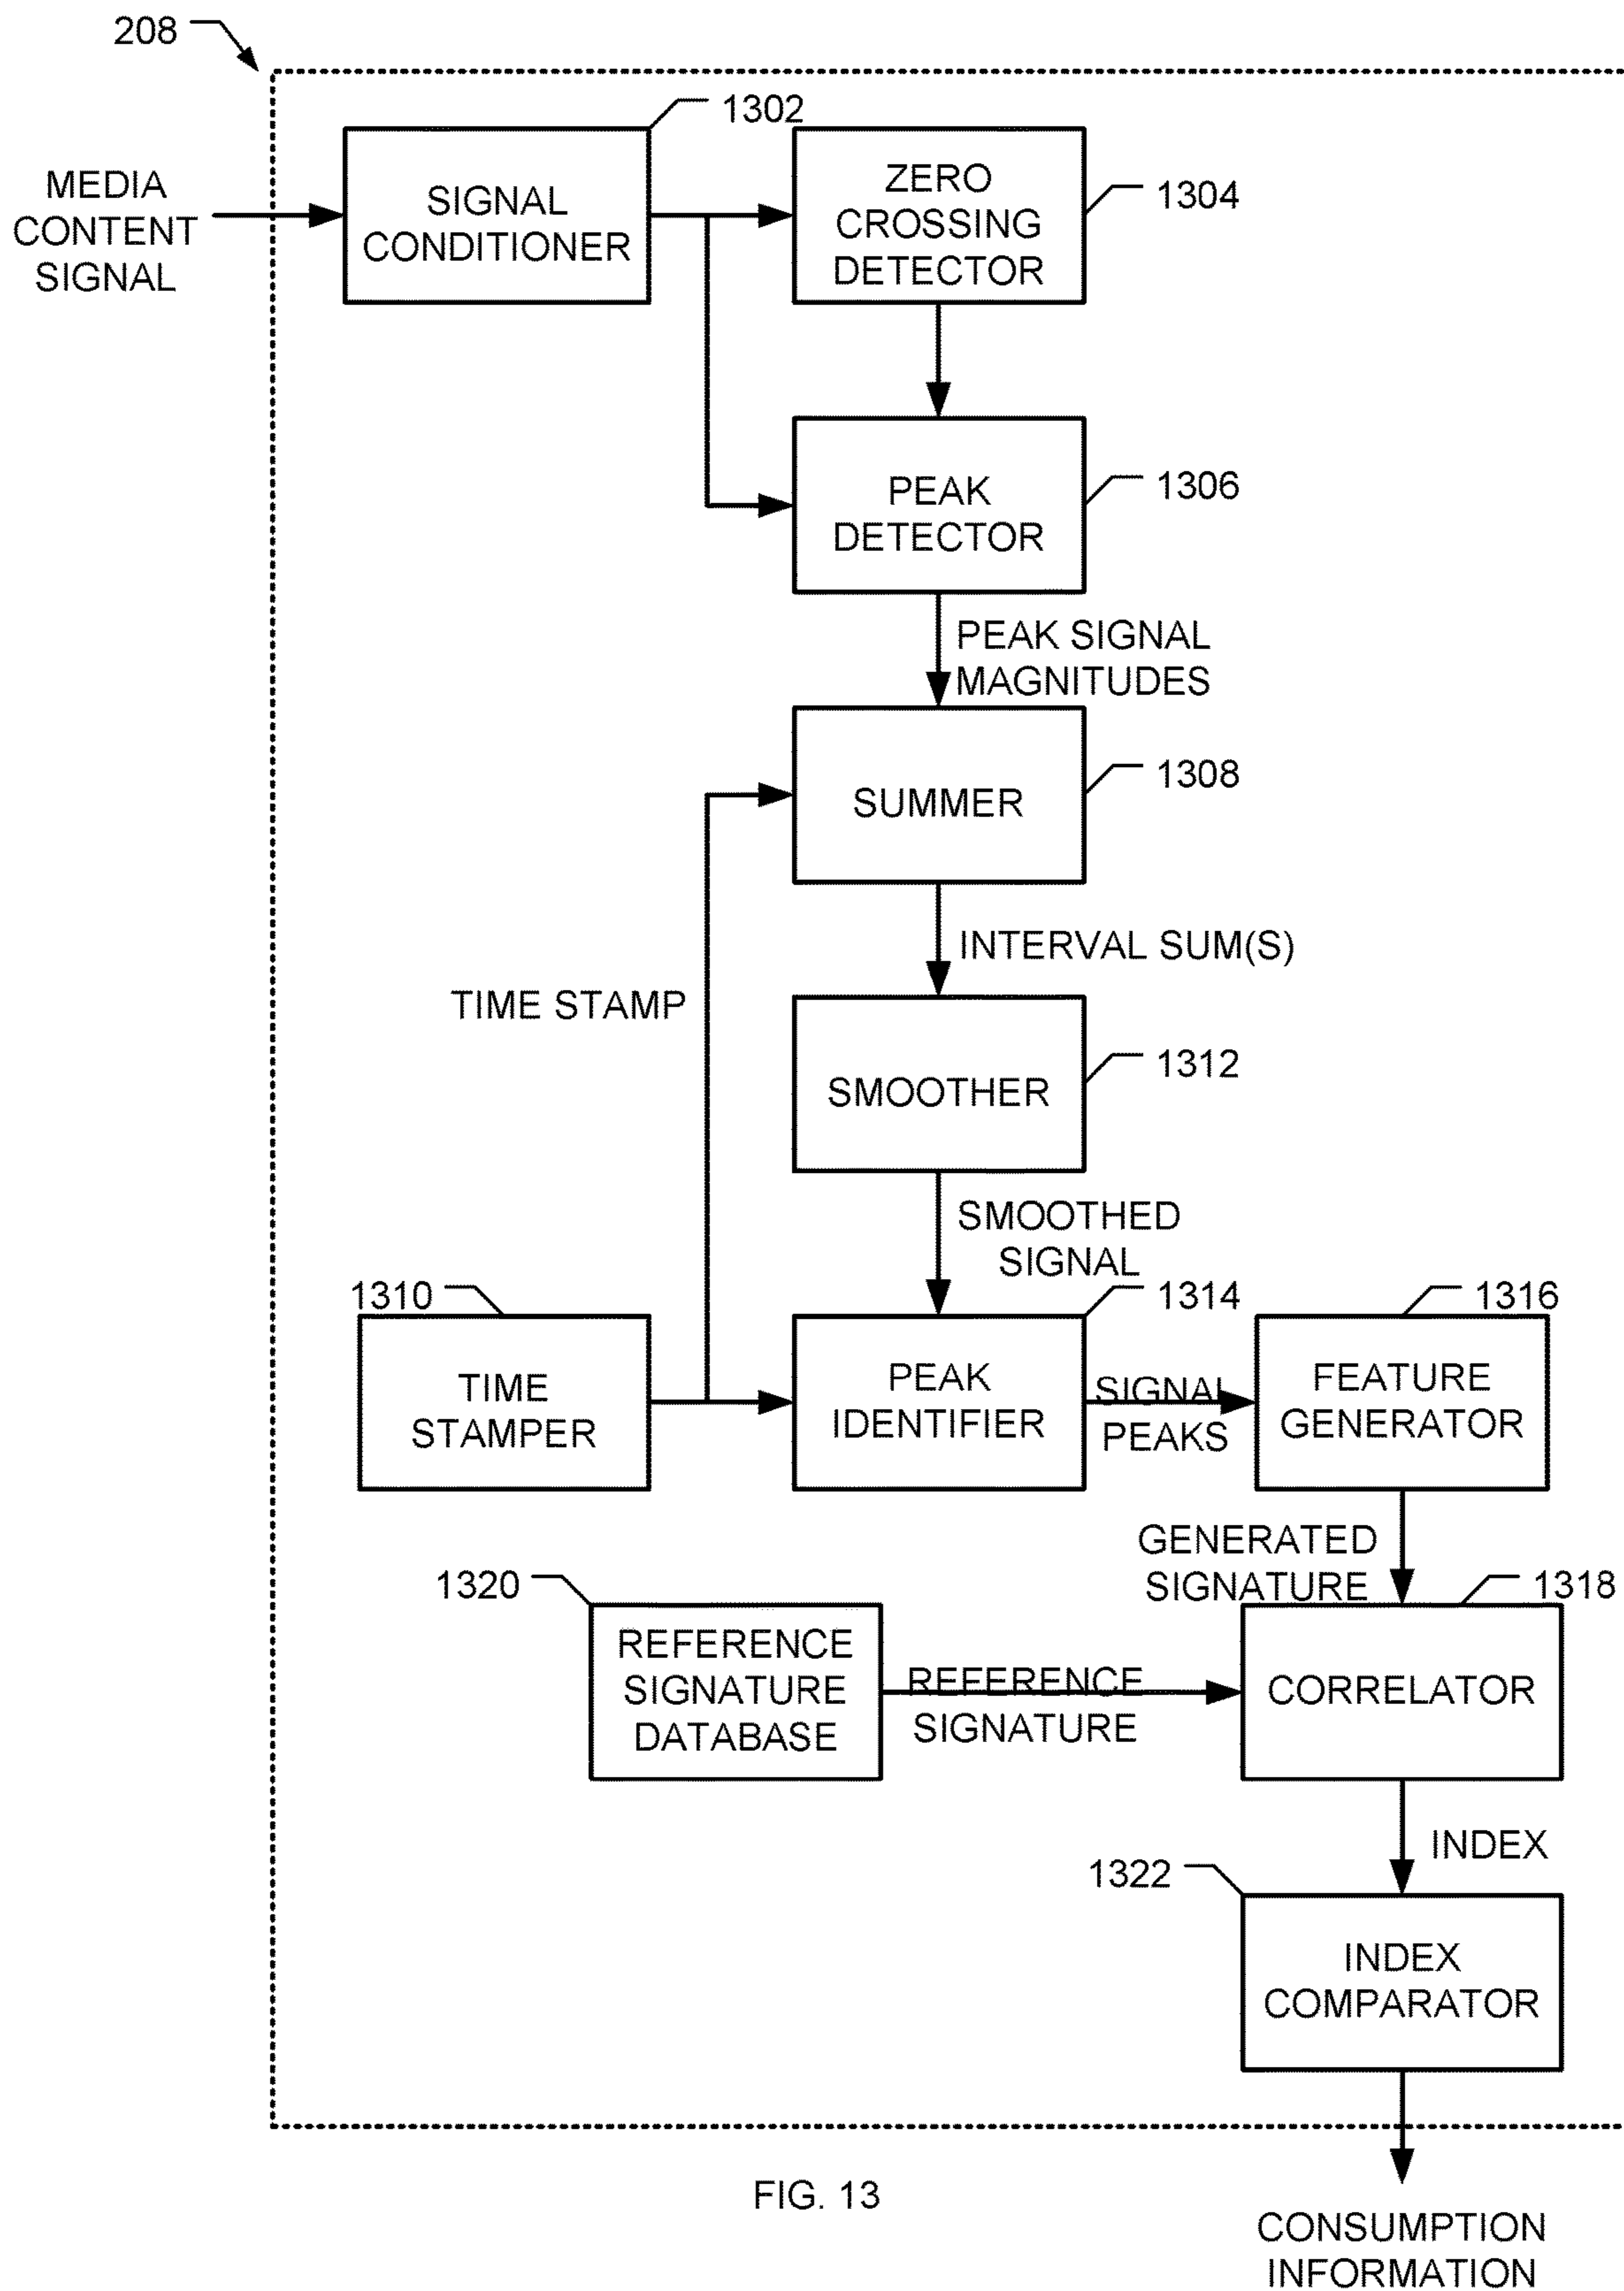 208
1302
MEDIA
CONTENT
SIGNAL
SIGNAL
CONDITIONER
ZERO
CROSSING
DETECTOR
1304
PEAK
DETECTOR
1306
PEAK SIGNAL
MAGNITUDES
SUMMER
1308
INTERVAL SUM(S)
TIME STAMP
SMOOTHER
1312
SMOOTHED
SIGNAL
1310
TIME
STAMPER
1314
PEAK
IDENTIFIER
SIGNAL
PEAKS
1316
FEATURE
GENERATOR
GENERATED
SIGNATURE
1320
REFERENCE
SIGNATURE
DATABASE
REFERENCE
SIGNATURE
1318
CORRELATOR
INDEX
1322
INDEX
COMPARATOR
FIG. 13
CONSUMPTION
INFORMATION